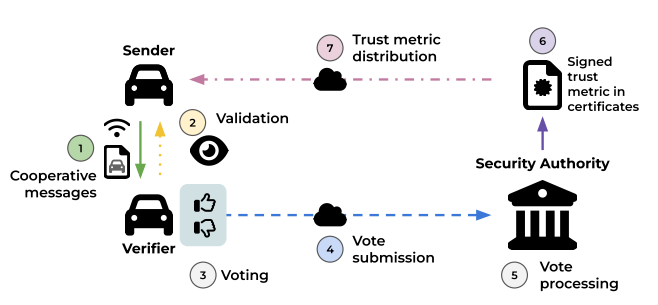 Sender
7
Trust metric
distribution
6
Signed
trust
metric in
certificates
1
Cooperative
messages
2
Validation
Verifier
3
Voting
4
Vote
submission
Security Authority
5
Vote
processing